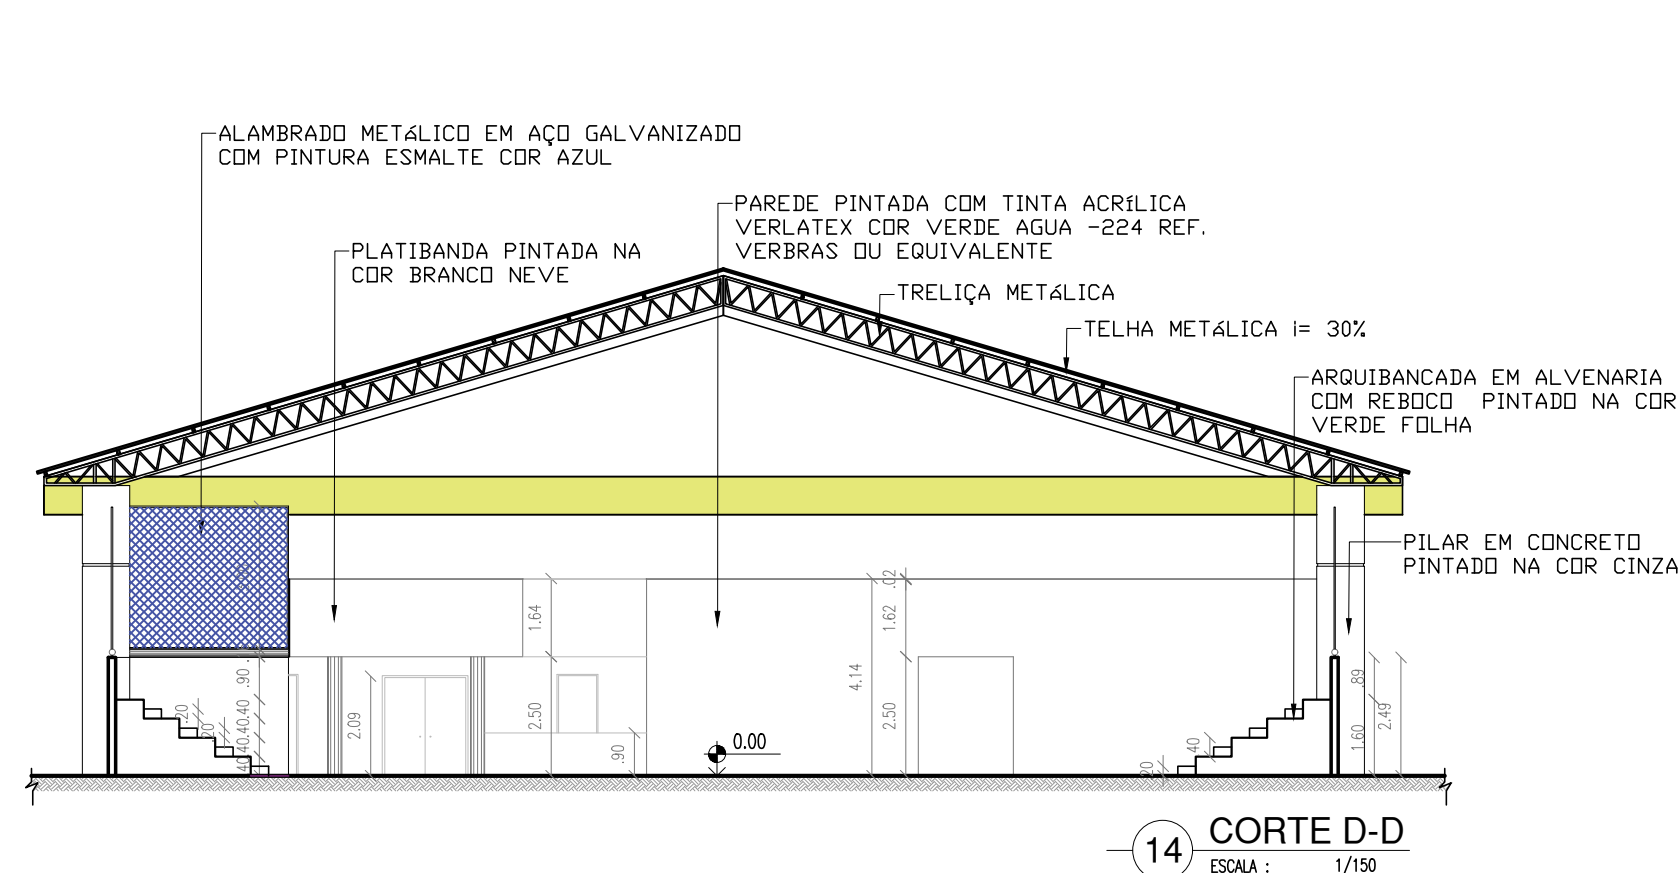 ALAMBRADO METÁLICO EM AÇO GALVANIZADO
COM PINTURA ESMALTE COR AZUL
PAREDE PINTADA COM TINTA ACRÍLICA
VERLATEX COR VERDE AGUA -224 REF.
VERBRAS OU EQUIVALENTE
PLATIBANDA PINTADA NA
COR BRANCO NEVE
TRELIÇA METÁLICA
TELHA METÁLICA i= 30%
ARQUIBANCADA EM ALVENARIA
COM REBOCO PINTADO NA COR
VERDE FOLHA
PILAR EM CONCRETO
PINTADO NA COR CINZA
.90
.40
.40
.40
.40
.20
.20
2.09
1.64
2.50
.90
0.00
4.14
.02
1.62
2.50
.20
.40
.89
1.60
2.49
14
CORTE D-D
ESCALA : 1/150